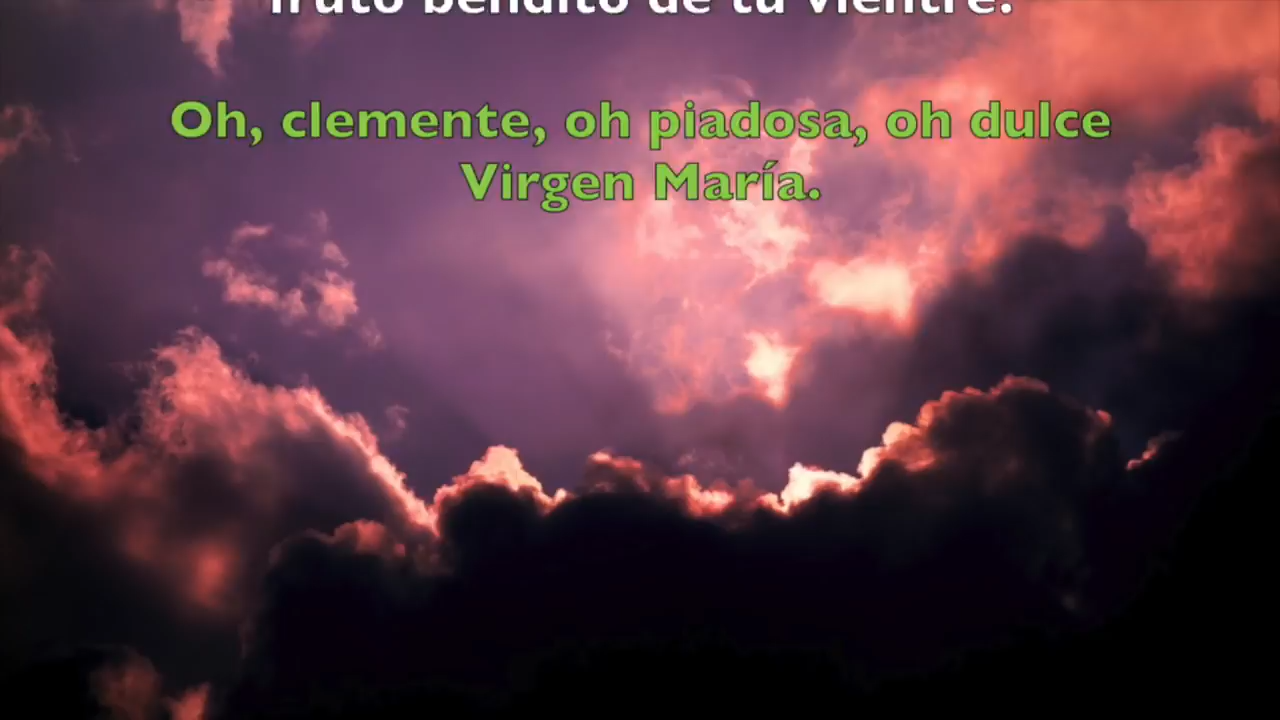 fruto bendito de tu vientre.
Oh, clemente, oh piadosa, oh dulce
Virgen María.